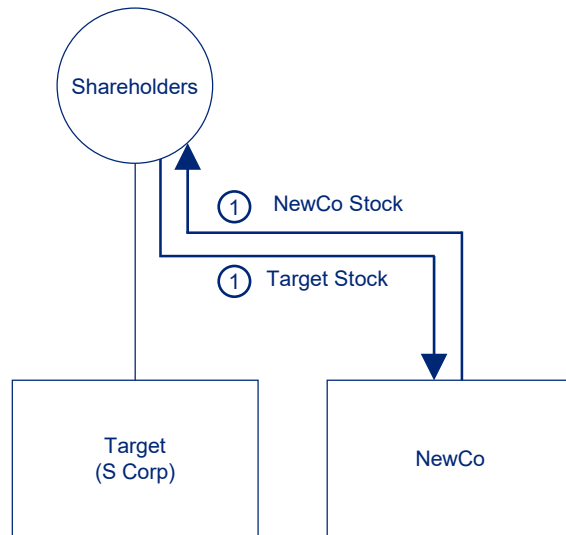 Shareholders
1 NewCo Stock
1 Target Stock
Target
(S Corp)
NewCo